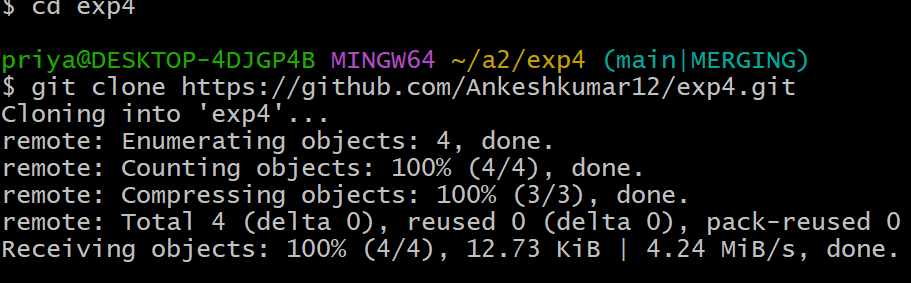 $ cd exp4
priya@DESKTOP-4DJGP4B MINGW64 ~/a2/exp4 (main|MERGING)
$ git clone https://github.com/Ankeshkumar12/exp4.git
Cloning into 'exp4'...
remote: Enumerating objects: 4, done.
remote: Counting objects: 100% (4/4), done.
remote: Compressing objects: 100% (3/3), done.
remote: Total 4 (delta 0), reused 0 (delta 0), pack-reused 0
Receiving objects: 100% (4/4), 12.73 KiB | 4.24 MiB/s, done.